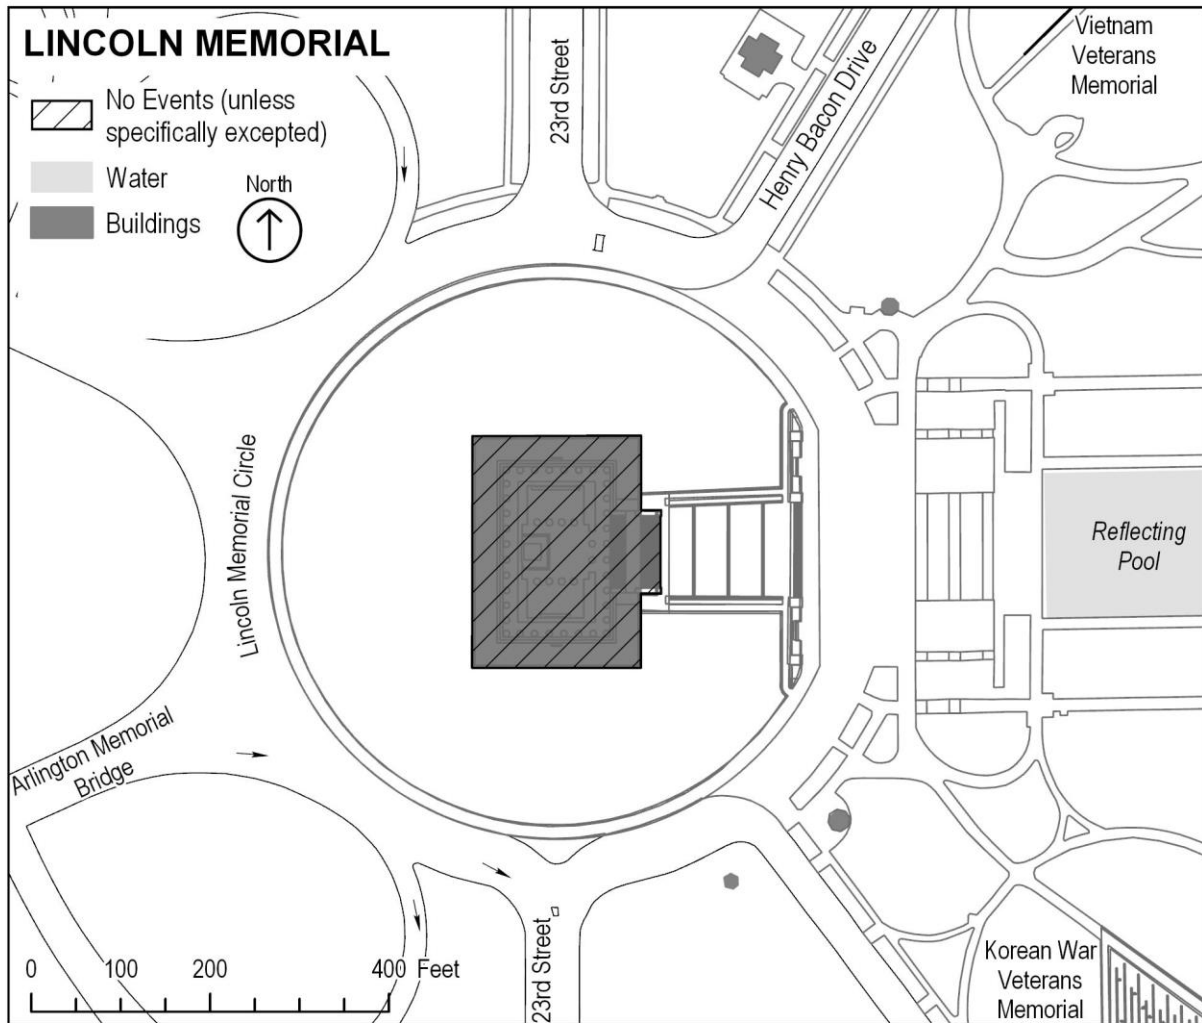 LINCOLN MEMORIAL
No Events (unless
specifically excepted)
Water
Buildings
North
23rd Street
Henry Bacon Drive
Vietnam
Veterans
Memorial
Lincoln Memorial Circle
Reflecting
Pool
Arlington Memorial
Bridge
23rd Street
Korean War
Veterans
Memorial
0 100 200 400 Feet